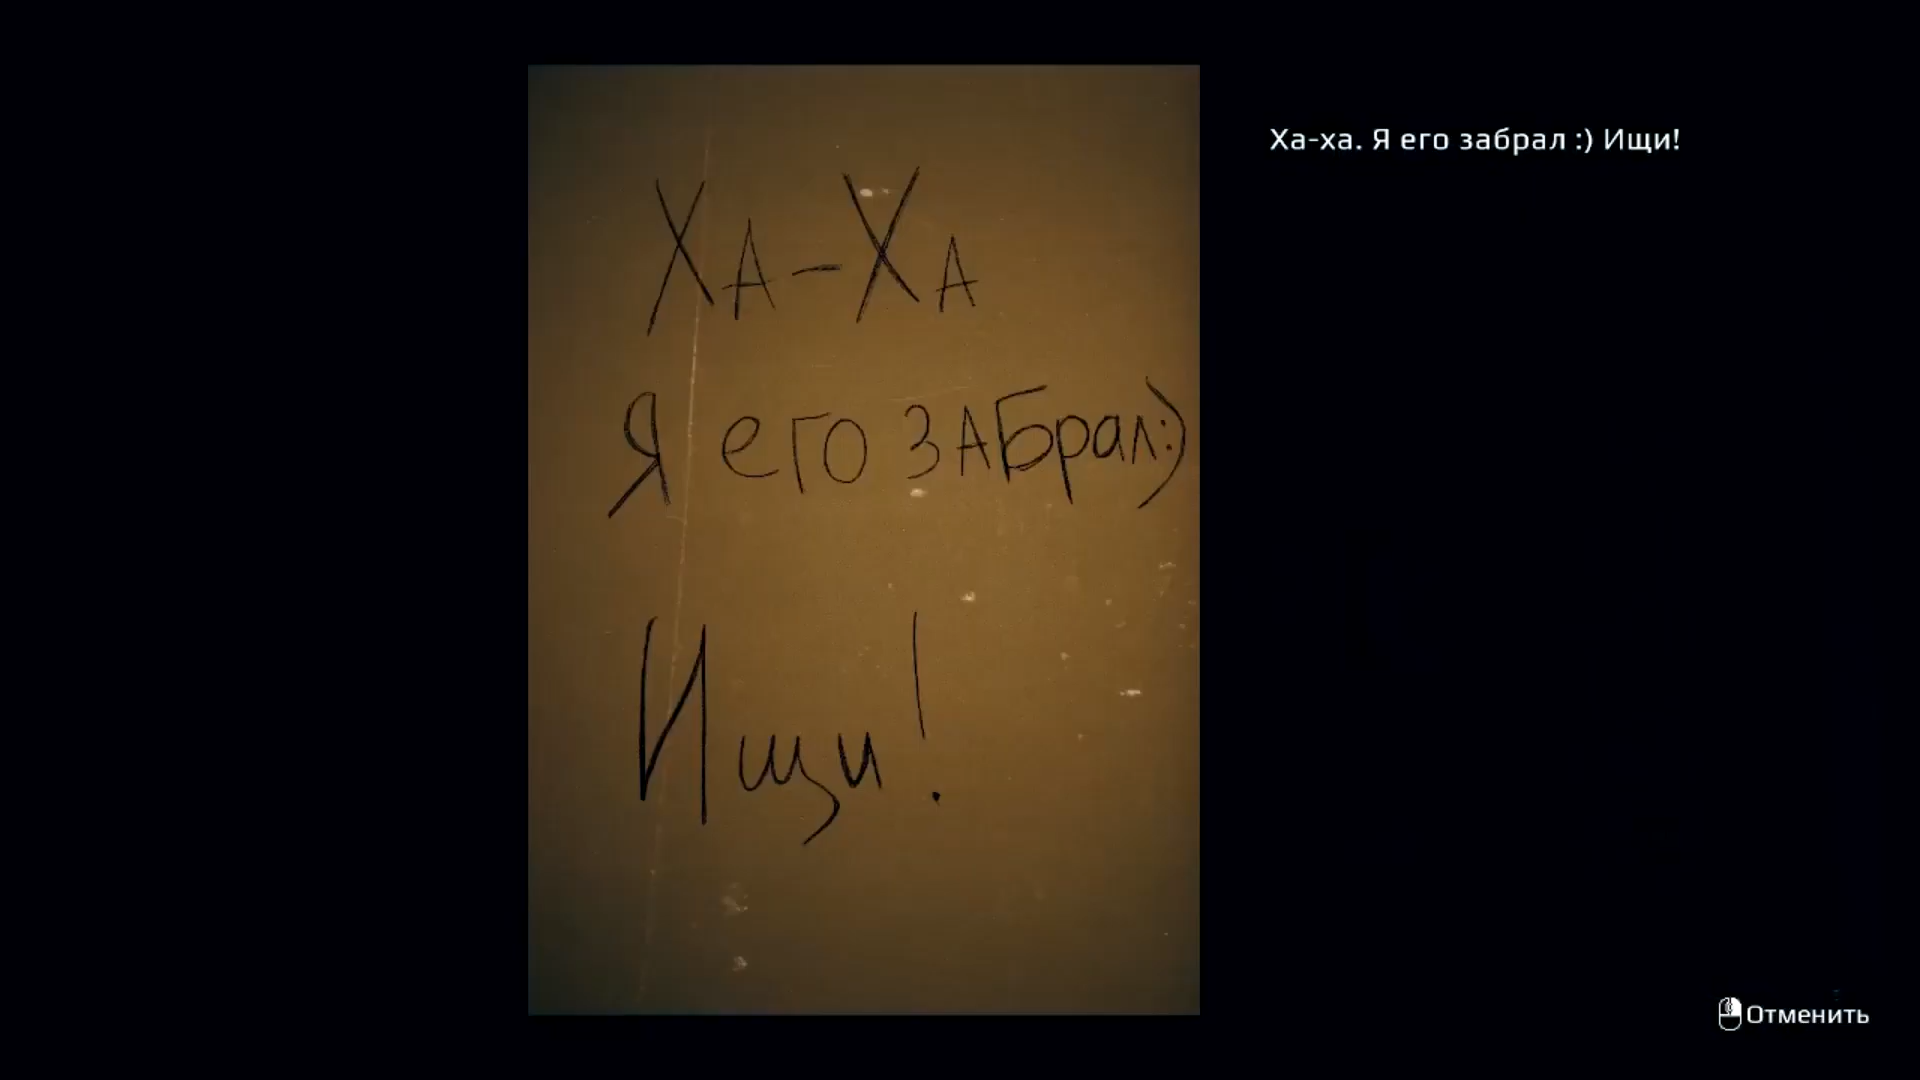 Ха-Ха
Я его забрал:)
Ищи!
Ха-ха. Я его забрал :) Ищи!
Отменить